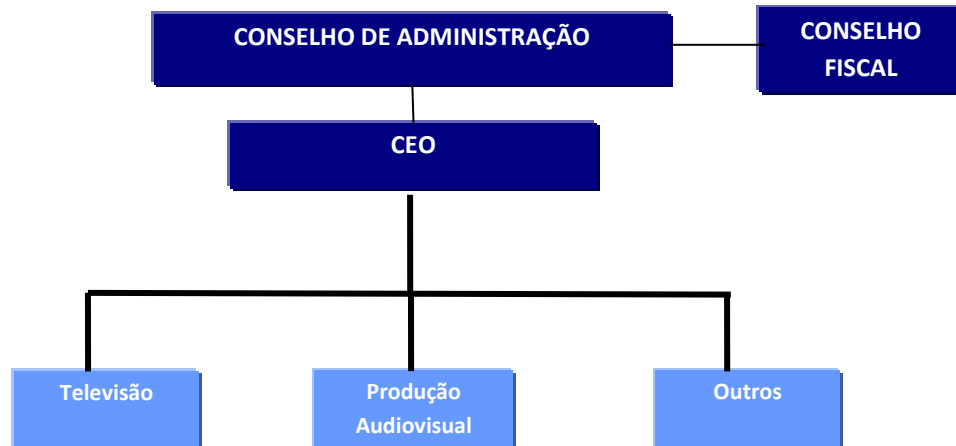 CONSELHO DE ADMINISTRAÇÃO
CONSELHO
FISCAL
CEO
Televisão
Produção
Audiovisual
Outros